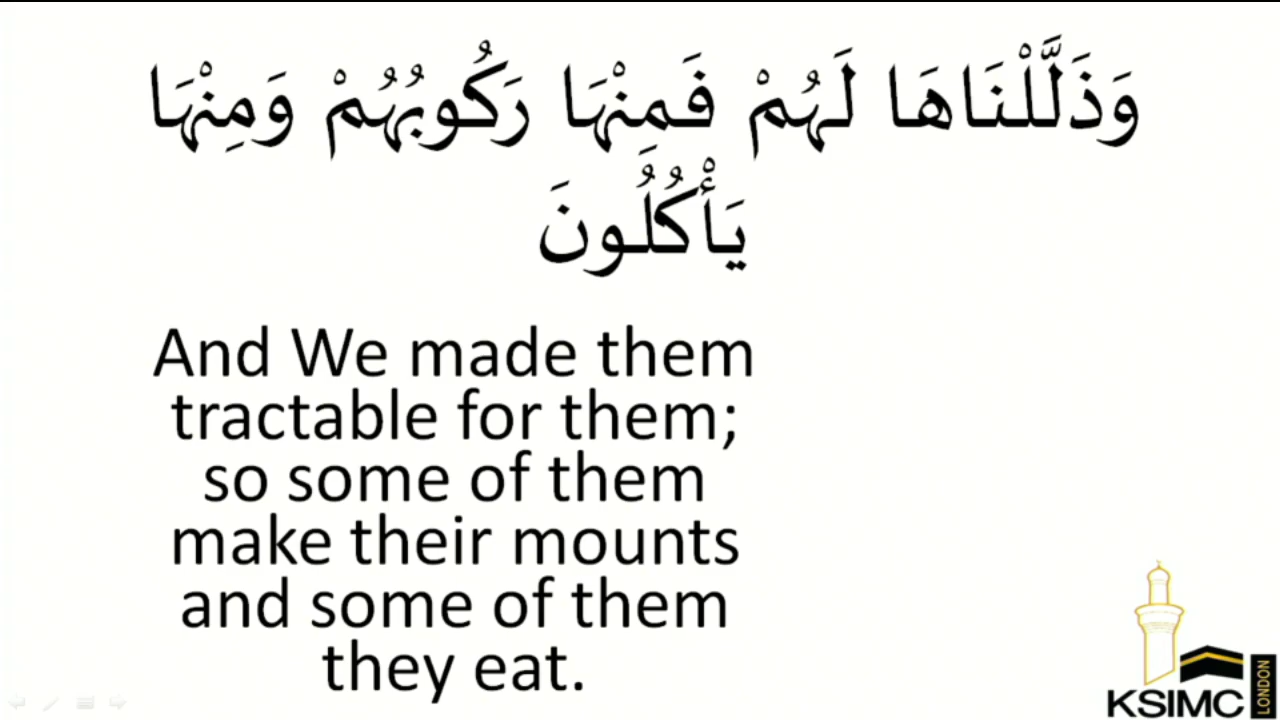 وَذَلَّلْنَاهَا لَهُمْ فَمِنْهَا رَكُوبُهُمْ وَمِنْهَا
يَأْكُلُونَ
And We made them
tractable for them;
so some of them
make their mounts
and some of them
they eat.
KSIMC
LONDON